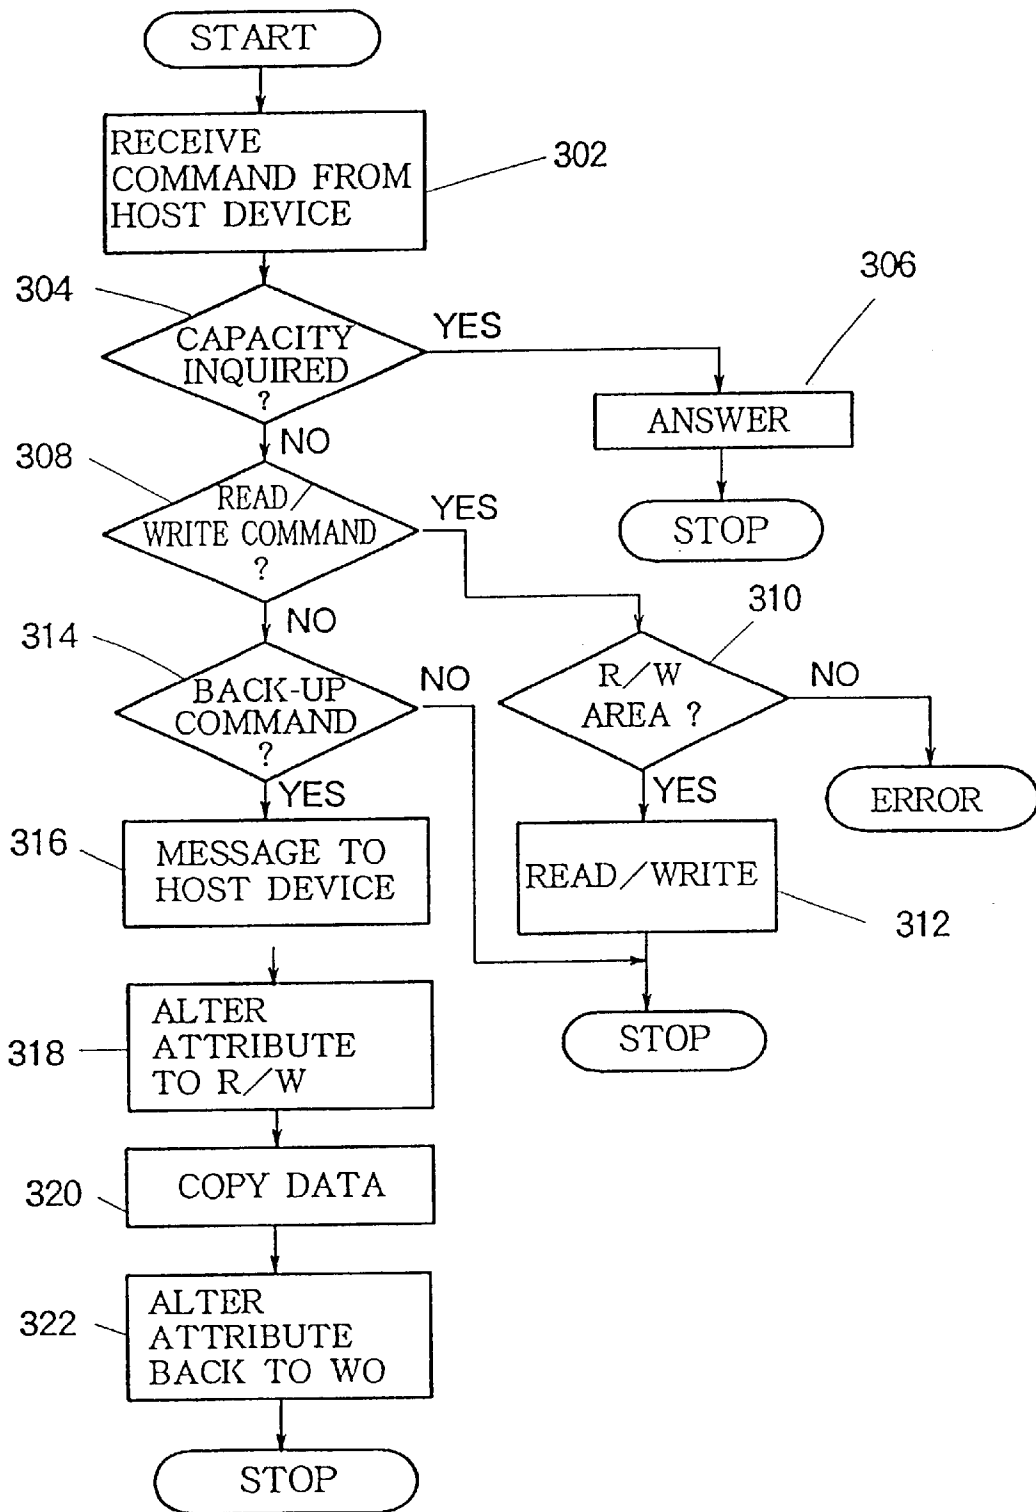 START
RECEIVE
COMMAND FROM
HOST DEVICE
302
304
CAPACITY
INQUIRED
?
YES
306
ANSWER
NO
STOP
308
READ/
WRITE COMMAND
?
YES
NO
310
R/W
AREA ?
NO
ERROR
YES
READ/WRITE
312
314
BACK-UP
COMMAND
?
NO
YES
316
MESSAGE TO
HOST DEVICE
STOP
318
ALTER
ATTRIBUTE
TO R/W
320
COPY DATA
322
ALTER
ATTRIBUTE
BACK TO WO
STOP